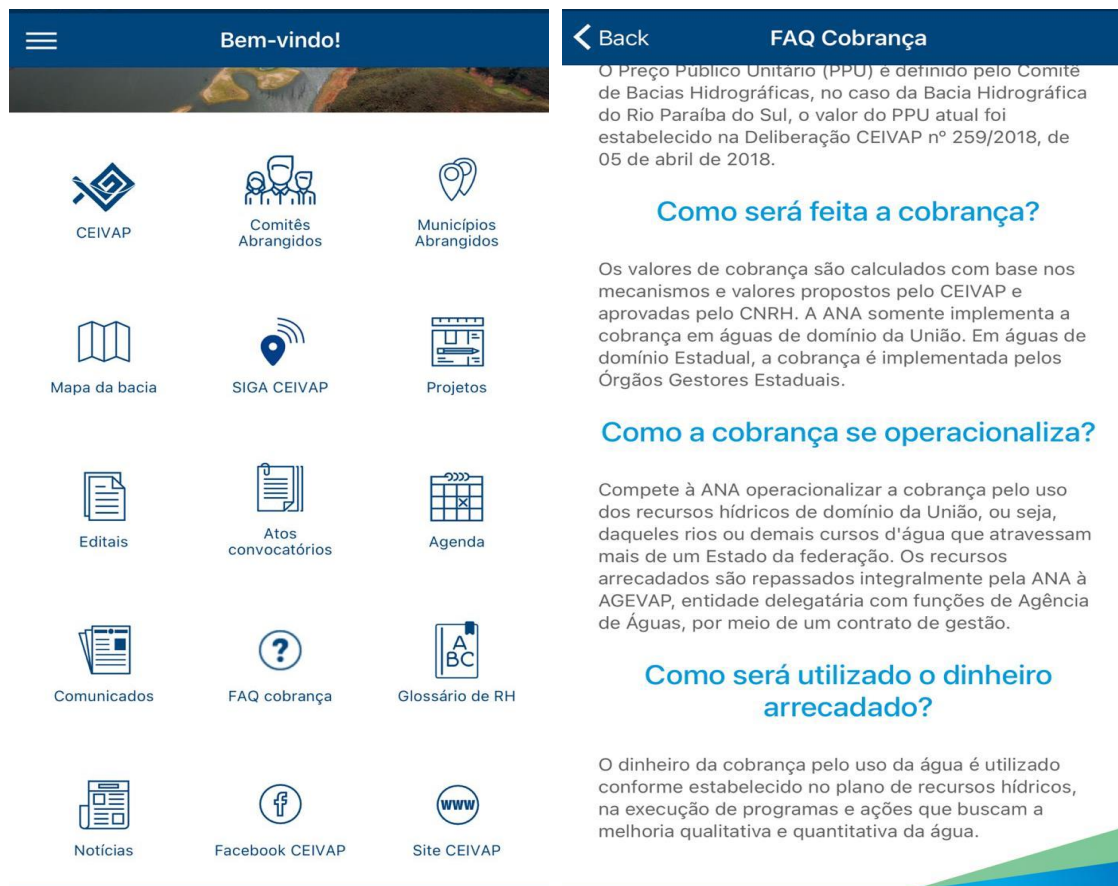 Bem-vindo!
CEIVAP
Comitês
Abrangidos
Municípios
Abrangidos
Mapa da bacia
SIGA CEIVAP
Projetos
Editais
Atos
convocatórios
Agenda
Comunicados
?
FAQ cobrança
A
BC
Glossário de RH
Notícias
f
Facebook CEIVAP
www
Site CEIVAP
Back
FAQ Cobrança
O Preço Público Unitário (PPU) é definido pelo Comitê
de Bacias Hidrográficas, no caso da Bacia Hidrográfica
do Rio Paraíba do Sul, o valor do PPU atual foi
estabelecido na Deliberação CEIVAP nº 259/2018, de
05 de abril de 2018.
Como será feita a cobrança?
Os valores de cobrança são calculados com base nos
mecanismos e valores propostos pelo CEIVAP e
aprovadas pelo CNRH. A ANA somente implementa a
cobrança em águas de domínio da União. Em águas de
domínio Estadual, a cobrança é implementada pelos
Órgãos Gestores Estaduais.
Como a cobrança se operacionaliza?
Compete à ANA operacionalizar a cobrança pelo uso
dos recursos hídricos de domínio da União, ou seja,
daqueles rios ou demais cursos d'água que atravessam
mais de um Estado da federação. Os recursos
arrecadados são repassados integralmente pela ANA à
AGEVAP, entidade delegatária com funções de Agência
de Águas, por meio de um contrato de gestão.
Como será utilizado o dinheiro
arrecadado?
O dinheiro da cobrança pelo uso da água é utilizado
conforme estabelecido no plano de recursos hídricos,
na execução de programas e ações que buscam a
melhoria qualitativa e quantitativa da água.